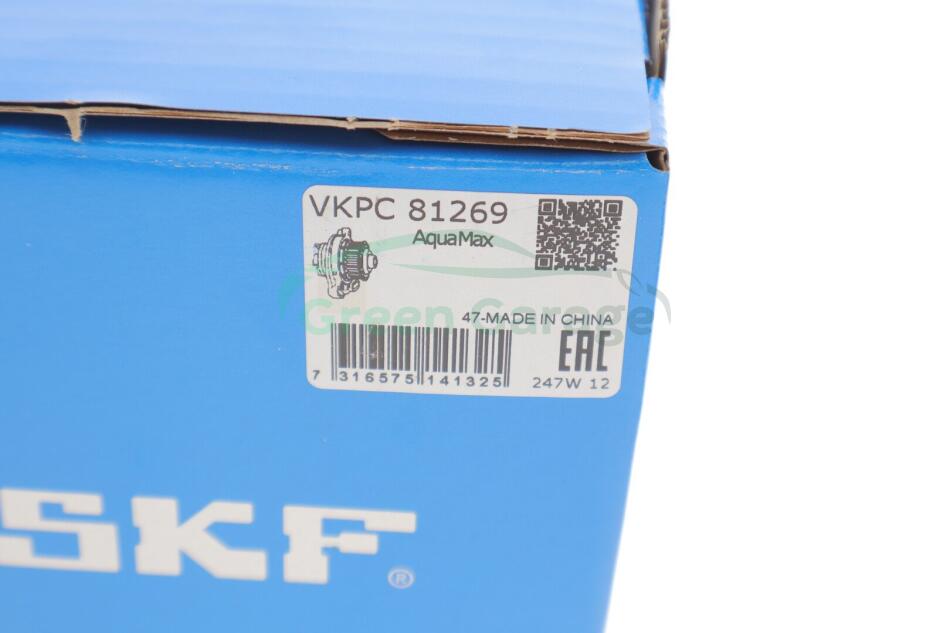 VKPC 81269
AquaMax
Green Garage
47-MADE IN CHINA
EAC
7 316575 141325
247W 12
SKF®